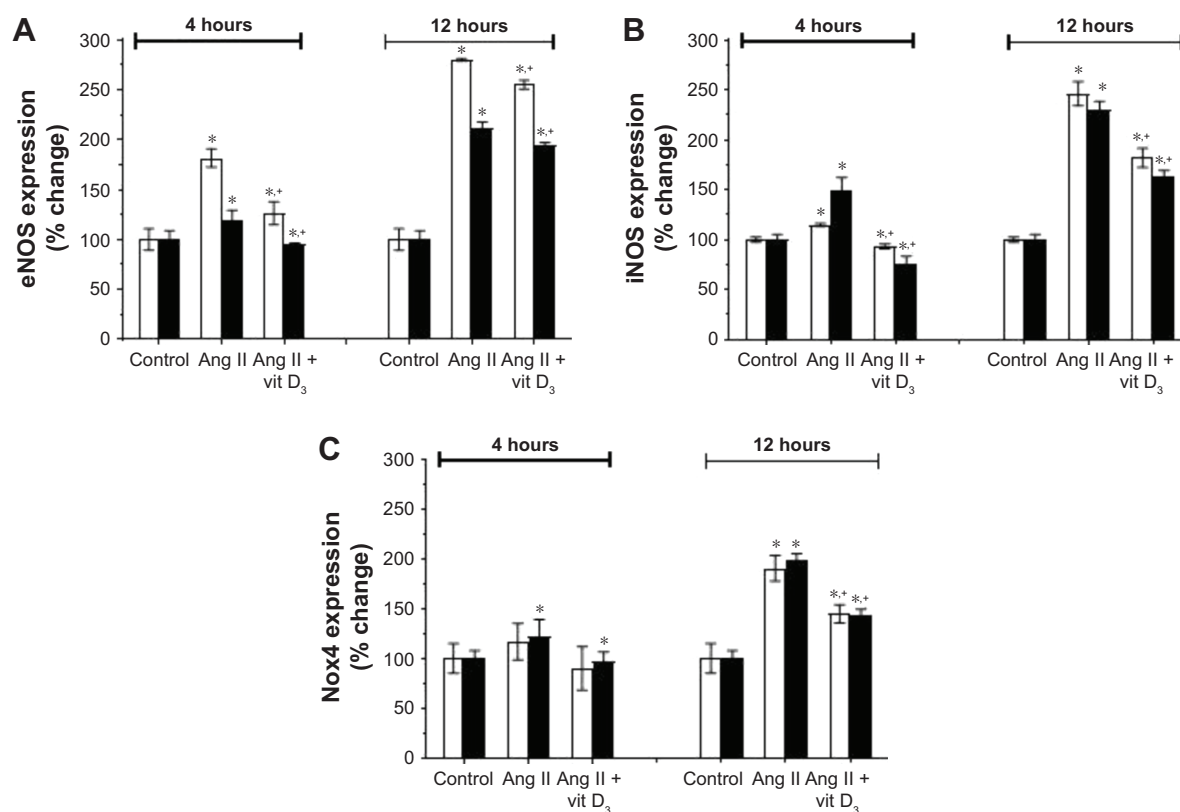 A
4 hours
12 hours
300
250
200
150
100
50
0
eNOS expression
(% change)
*
*
*,+
*,+
*
*
*,+
*,+
Control Ang II Ang II +
vit D₃
Control Ang II Ang II +
vit D₃
B
4 hours
12 hours
300
250
200
150
100
50
0
iNOS expression
(% change)
*
*
*,+
*,+
*
*
*,+
*,+
Control Ang II Ang II +
vit D₃
Control Ang II Ang II +
vit D₃
C
4 hours
12 hours
300
250
200
150
100
50
0
Nox4 expression
(% change)
*
*
*
*
*,+
*,+
Control Ang II Ang II +
vit D₃
Control Ang II Ang II +
vit D₃